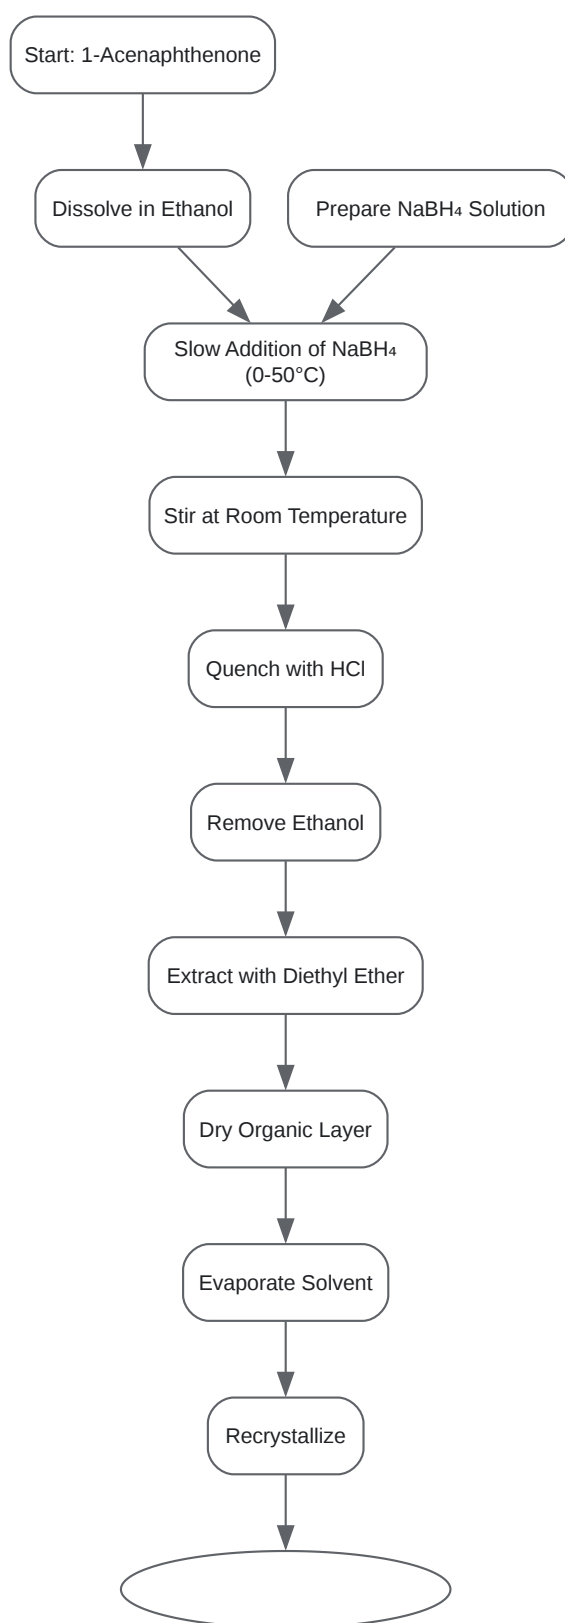 Start: 1-Acenaphthenone
Dissolve in Ethanol
Prepare NaBH₄ Solution
Slow Addition of NaBH₄
(0-50°C)
Stir at Room Temperature
Quench with HCl
Remove Ethanol
Extract with Diethyl Ether
Dry Organic Layer
Evaporate Solvent
Recrystallize